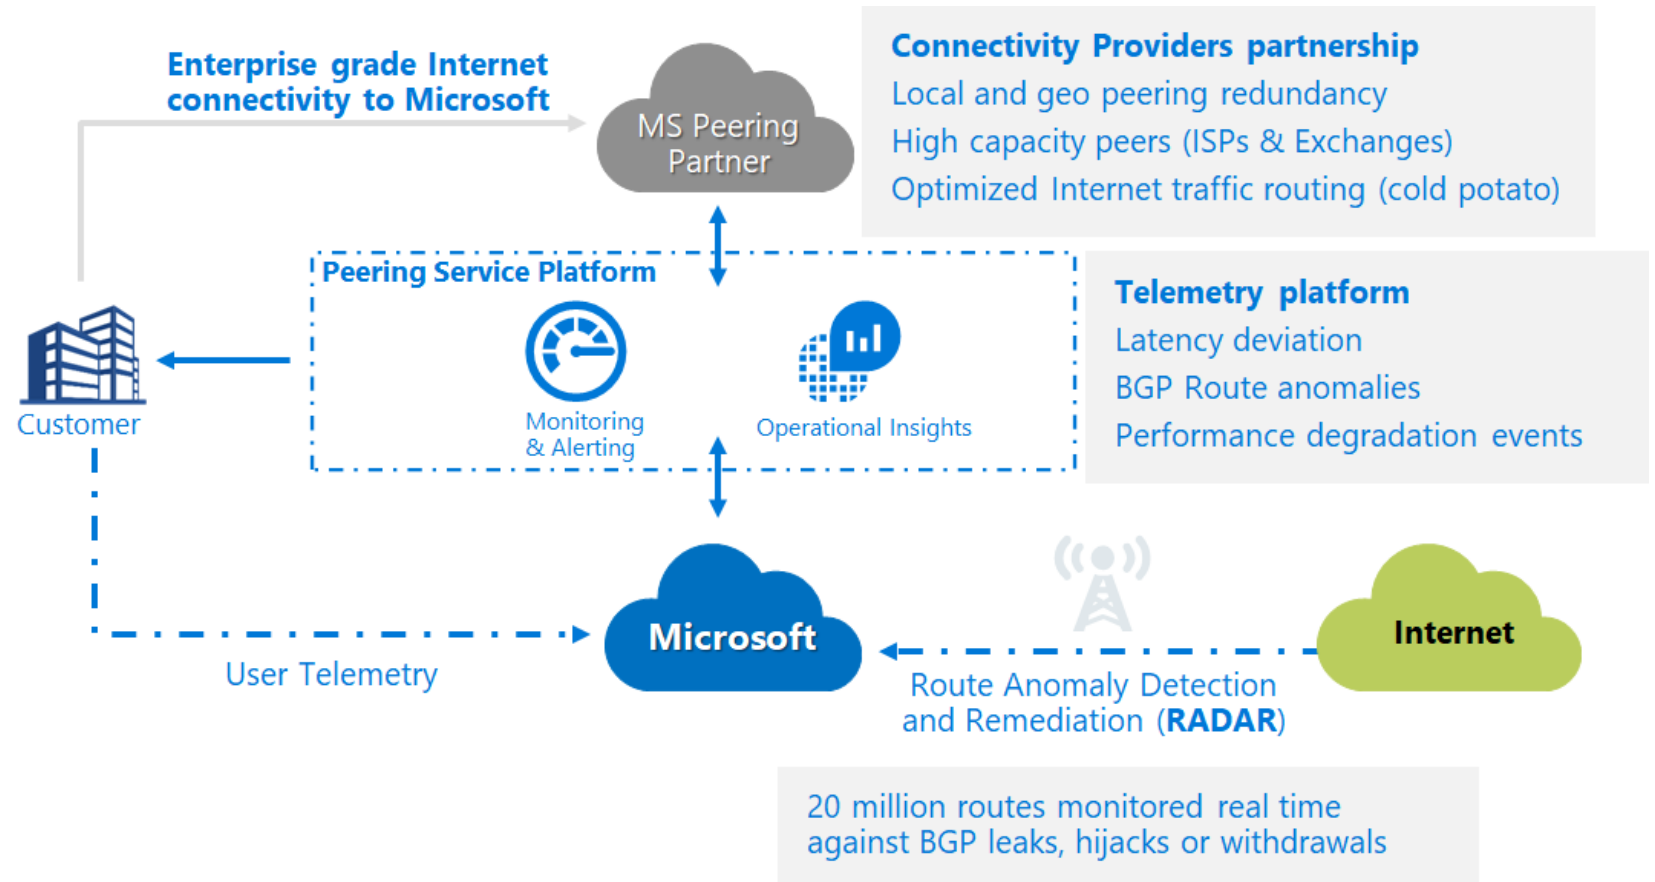 Enterprise grade Internet
connectivity to Microsoft
MS Peering
Partner
Connectivity Providers partnership
Local and geo peering redundancy
High capacity peers (ISPs & Exchanges)
Optimized Internet traffic routing (cold potato)
Peering Service Platform
Monitoring
& Alerting
Operational Insights
Telemetry platform
Latency deviation
BGP Route anomalies
Performance degradation events
Customer
User Telemetry
Microsoft
Internet
Route Anomaly Detection
and Remediation (RADAR)
20 million routes monitored real time
against BGP leaks, hijacks or withdrawals